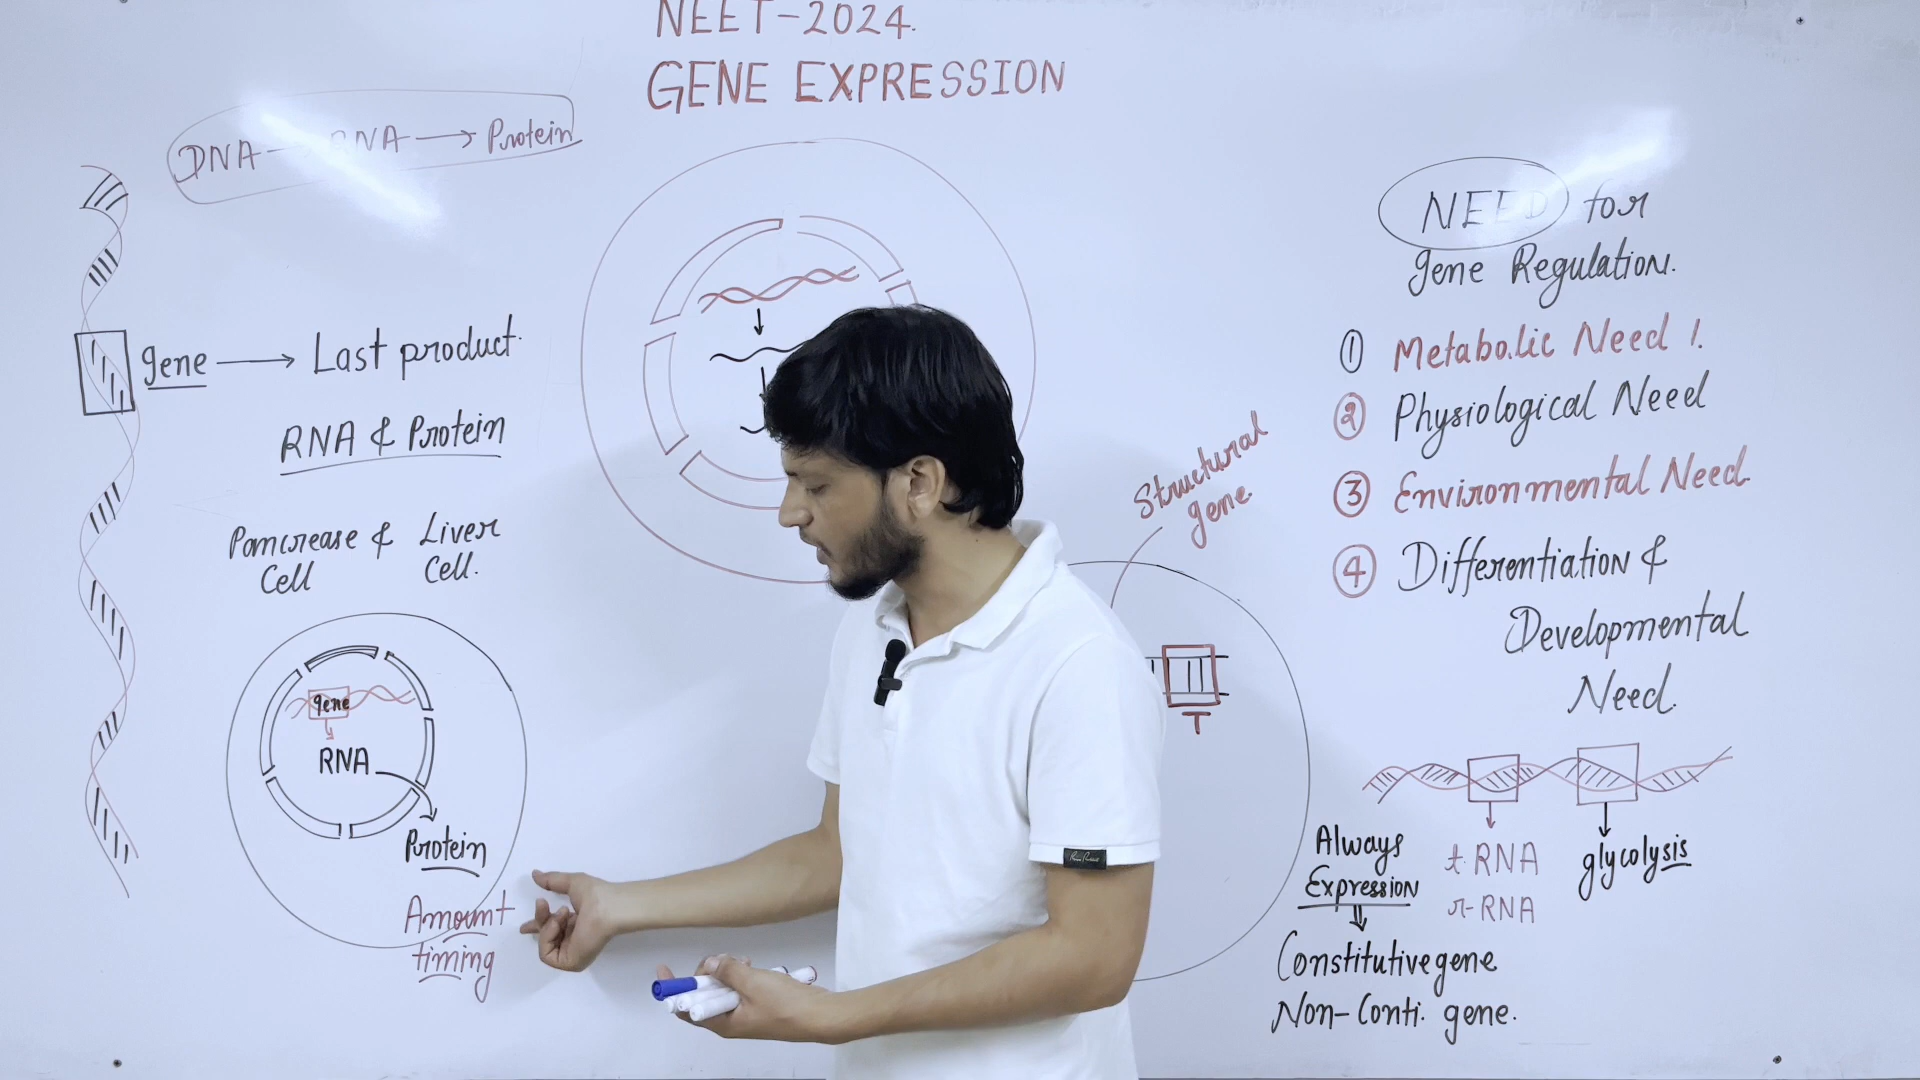 NEET-2024.
GENE EXPRESSION
DNA → RNA → Protein
gene → Last product.
RNA & Protein
Pancrease & Liver
Cell Cell.
gene
RNA
Protein
Amount
timing
Structural
gene
T
NEED for
gene Regulation.
① Metabolic Need 1.
② Physiological Need
③ Environmental Need
④ Differentiation &
Developmental
Need.
Always
Expression
t.RNA
r-RNA
glycolysis
Constitutive gene
Non-Conti. gene.